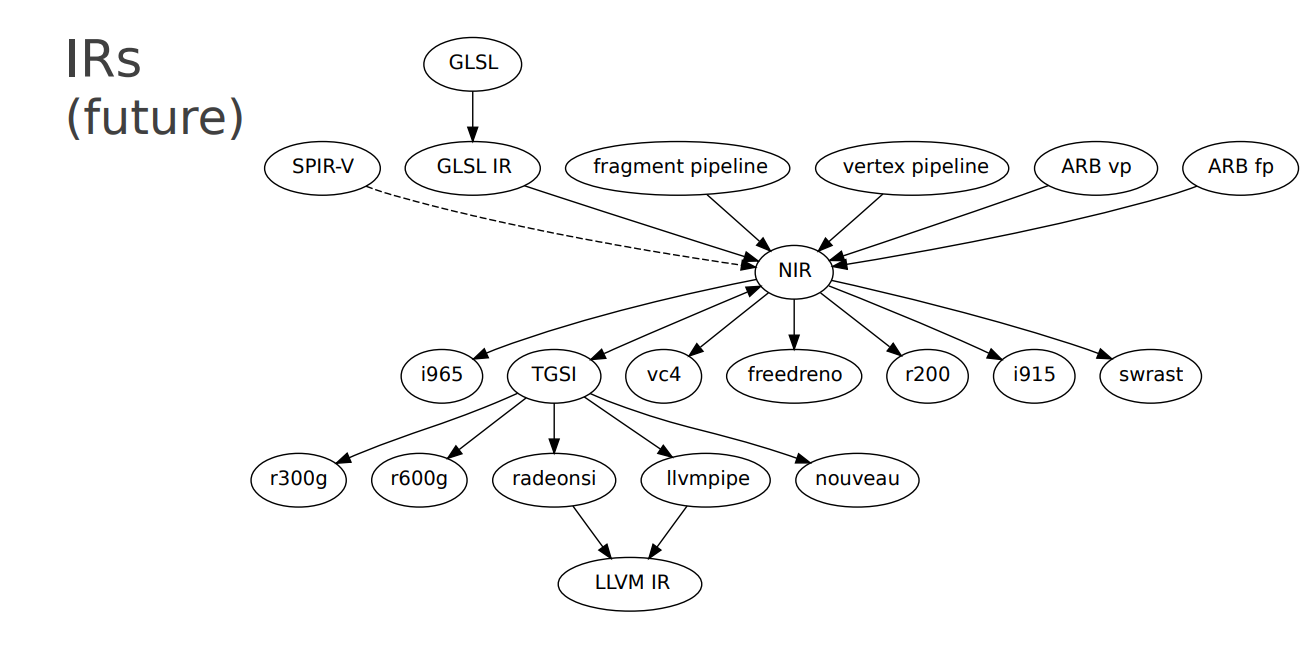 IRs
(future)
GLSL
SPIR-V
GLSL IR
fragment pipeline
vertex pipeline
ARB vp
ARB fp
NIR
i965
TGSI
vc4
freedreno
r200
i915
swrast
r300g
r600g
radeonsi
llvmpipe
nouveau
LLVM IR